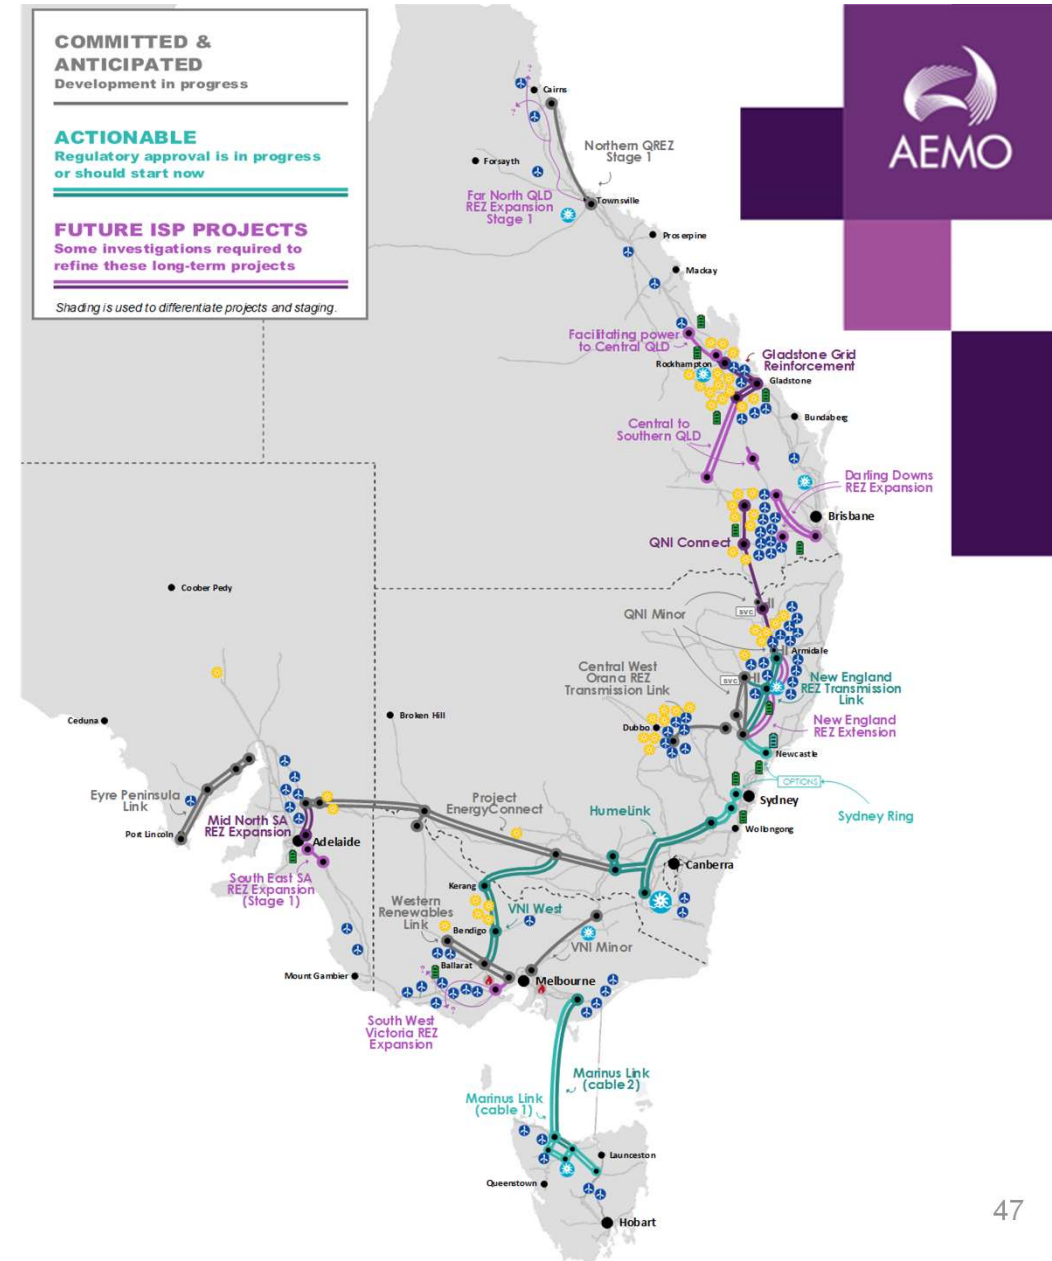 COMMITTED &
ANTICIPATED
Development in progress
ACTIONABLE
Regulatory approval is in progress
or should start now
FUTURE ISP PROJECTS
Some investigations required to
refine these long-term projects
Shading is used to differentiate projects and staging.
AEMO
?
Cairns
?
Northern QREZ
Stage 1
Forsayth
Far North QLD
REZ Expansion
Stage 1
Townsville
Proserpine
Mackay
Facilitating power
to Central QLD
Rockhampton
Gladstone Grid
Reinforcement
Gladstone
Bundaberg
Central to
Southern QLD
Darling Downs
REZ Expansion
Brisbane
QNI Connect
Coober Pedy
QNI Minor
SVC
Armidale
Central West
Orana REZ
Transmission Link
SVC
New England
REZ Transmission
Link
New England
REZ Extension
Ceduna
Broken Hill
Dubbo
Newcastle
OPTIONS
Sydney
Sydney Ring
Wollongong
Eyre Peninsula
Link
Port Lincoln
Mid North SA
REZ Expansion
Adelaide
Project
EnergyConnect
HumeLink
Canberra
South East SA
REZ Expansion
(Stage 1)
Kerang
Western
Renewables
Link
VNI West
Bendigo
VNI Minor
Ballarat
Mount Gambier
?
?
Melbourne
South West
Victoria REZ
Expansion
Marinus Link
(cable 2)
Marinus Link
(cable 1)
Launceston
Queenstown
Hobart
47